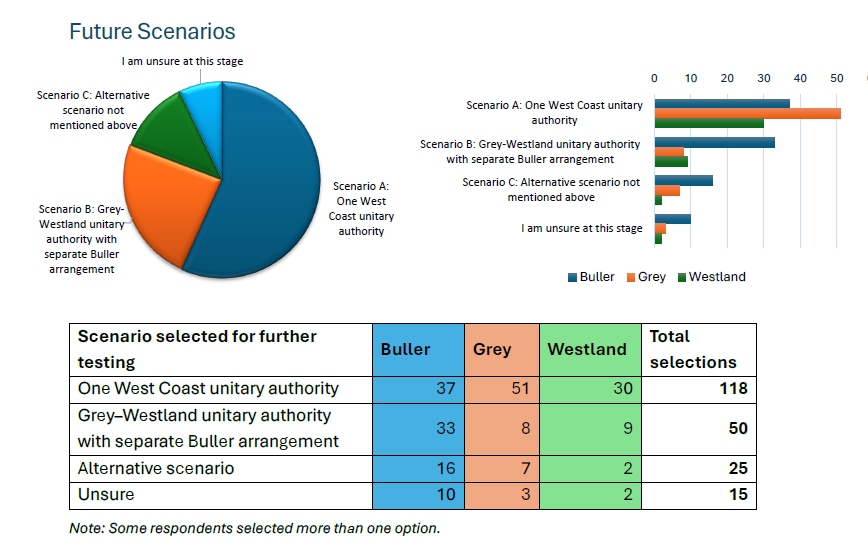 Future Scenarios
I am unsure at this stage
Scenario C: Alternative
scenario not
mentioned above
Scenario B: Grey-
Westland unitary
authority with
separate Buller
arrangement
Scenario A:
One West
Coast unitary
authority
0 10 20 30 40 50
Scenario A: One West Coast unitary
authority
Scenario B: Grey-Westland unitary authority
with separate Buller arrangement
Scenario C: Alternative scenario not
mentioned above
I am unsure at this stage
Buller Grey Westland
Scenario selected for further
testing
Buller Grey Westland
Total
selections
One West Coast unitary authority 37 51 30 118
Grey–Westland unitary authority
with separate Buller arrangement
33 8 9 50
Alternative scenario 16 7 2 25
Unsure 10 3 2 15
Note: Some respondents selected more than one option.